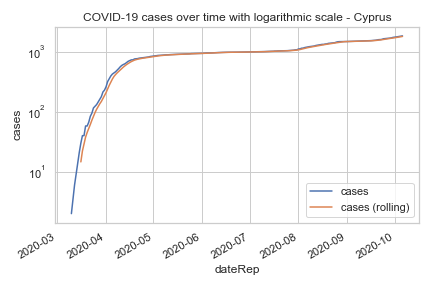 COVID-19 cases over time with logarithmic scale - Cyprus
cases
10³
10²
10¹
2020-03
2020-04
2020-05
2020-06
2020-07
2020-08
2020-09
2020-10
dateRep
cases
cases (rolling)